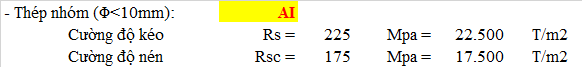 - Thép nhóm (Φ<10mm): AI
Cường độ kéo Rs = 225 Mpa = 22.500 T/m2
Cường độ nén Rsc = 175 Mpa = 17.500 T/m2